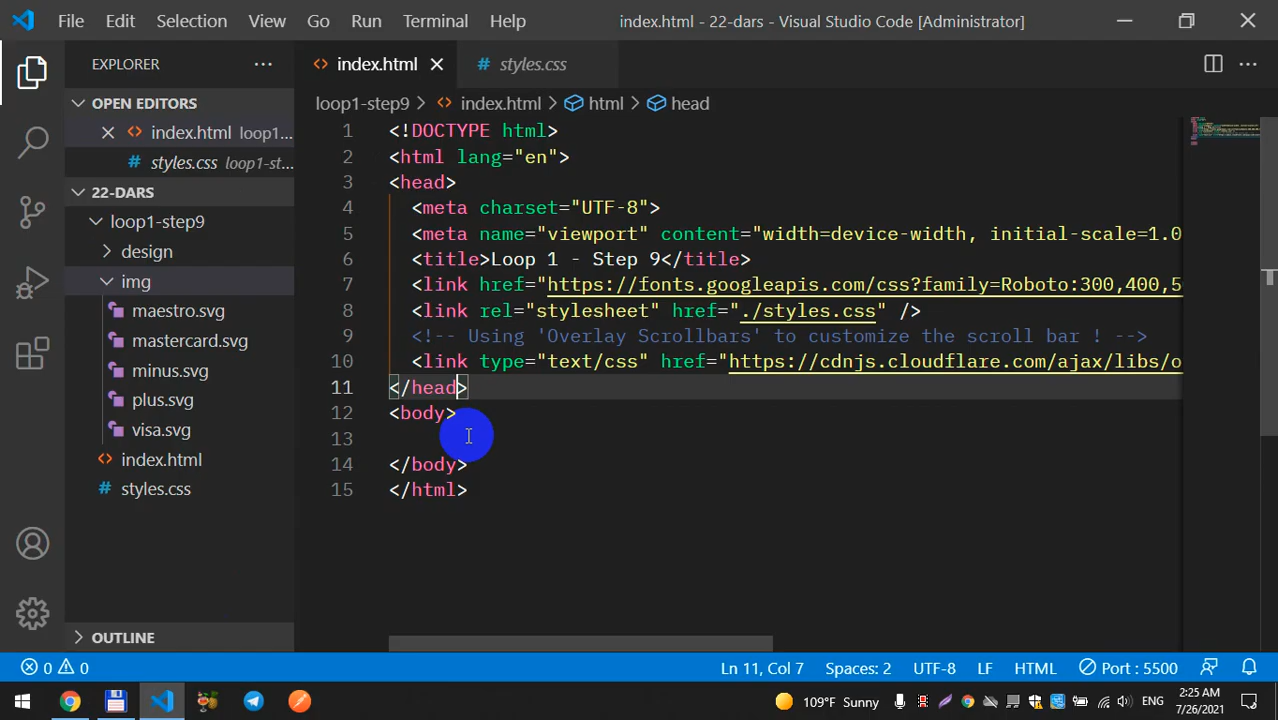 File Edit Selection View Go Run Terminal Help index.html - 22-dars - Visual Studio Code [Administrator]
EXPLORER ··· index.html styles.css ···
OPEN EDITORS
index.html loop1...
styles.css loop1-st...
22-DARS
loop1-step9
design
img
maestro.svg
mastercard.svg
minus.svg
plus.svg
visa.svg
index.html
styles.css
OUTLINE
loop1-step9 > index.html > html > head
1 <!DOCTYPE html>
2 <html lang="en">
3 <head>
4 <meta charset="UTF-8">
5 <meta name="viewport" content="width=device-width, initial-scale=1.0
6 <title>Loop 1 - Step 9</title>
7 <link href="https://fonts.googleapis.com/css?family=Roboto:300,400,5
8 <link rel="stylesheet" href="./styles.css" />
9 <!-- Using 'Overlay Scrollbars' to customize the scroll bar ! -->
10 <link type="text/css" href="https://cdnjs.cloudflare.com/ajax/libs/o
11 </head>
12 <body>
13
14 </body>
15 </html>
0 0 Ln 11, Col 7 Spaces: 2 UTF-8 LF HTML Port : 5500
109°F Sunny ENG 2:25 AM
7/26/2021